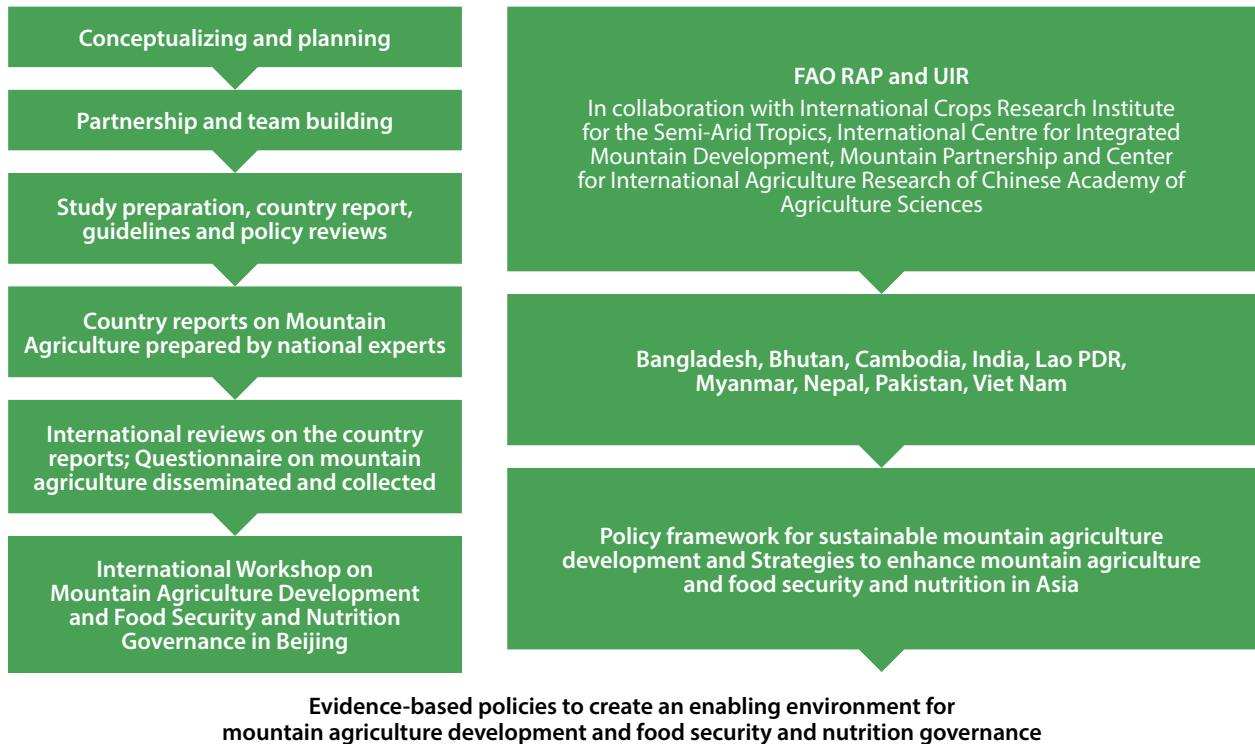 Conceptualizing and planning
Partnership and team building
Study preparation, country report,
guidelines and policy reviews
Country reports on Mountain
Agriculture prepared by national experts
International reviews on the country
reports; Questionnaire on mountain
agriculture disseminated and collected
International Workshop on
Mountain Agriculture Development
and Food Security and Nutrition
Governance in Beijing
FAO RAP and UIR
In collaboration with International Crops Research Institute
for the Semi-Arid Tropics, International Centre for Integrated
Mountain Development, Mountain Partnership and Center
for International Agriculture Research of Chinese Academy of
Agriculture Sciences
Bangladesh, Bhutan, Cambodia, India, Lao PDR,
Myanmar, Nepal, Pakistan, Viet Nam
Policy framework for sustainable mountain agriculture
development and Strategies to enhance mountain agriculture
and food security and nutrition in Asia
Evidence-based policies to create an enabling environment for
mountain agriculture development and food security and nutrition governance